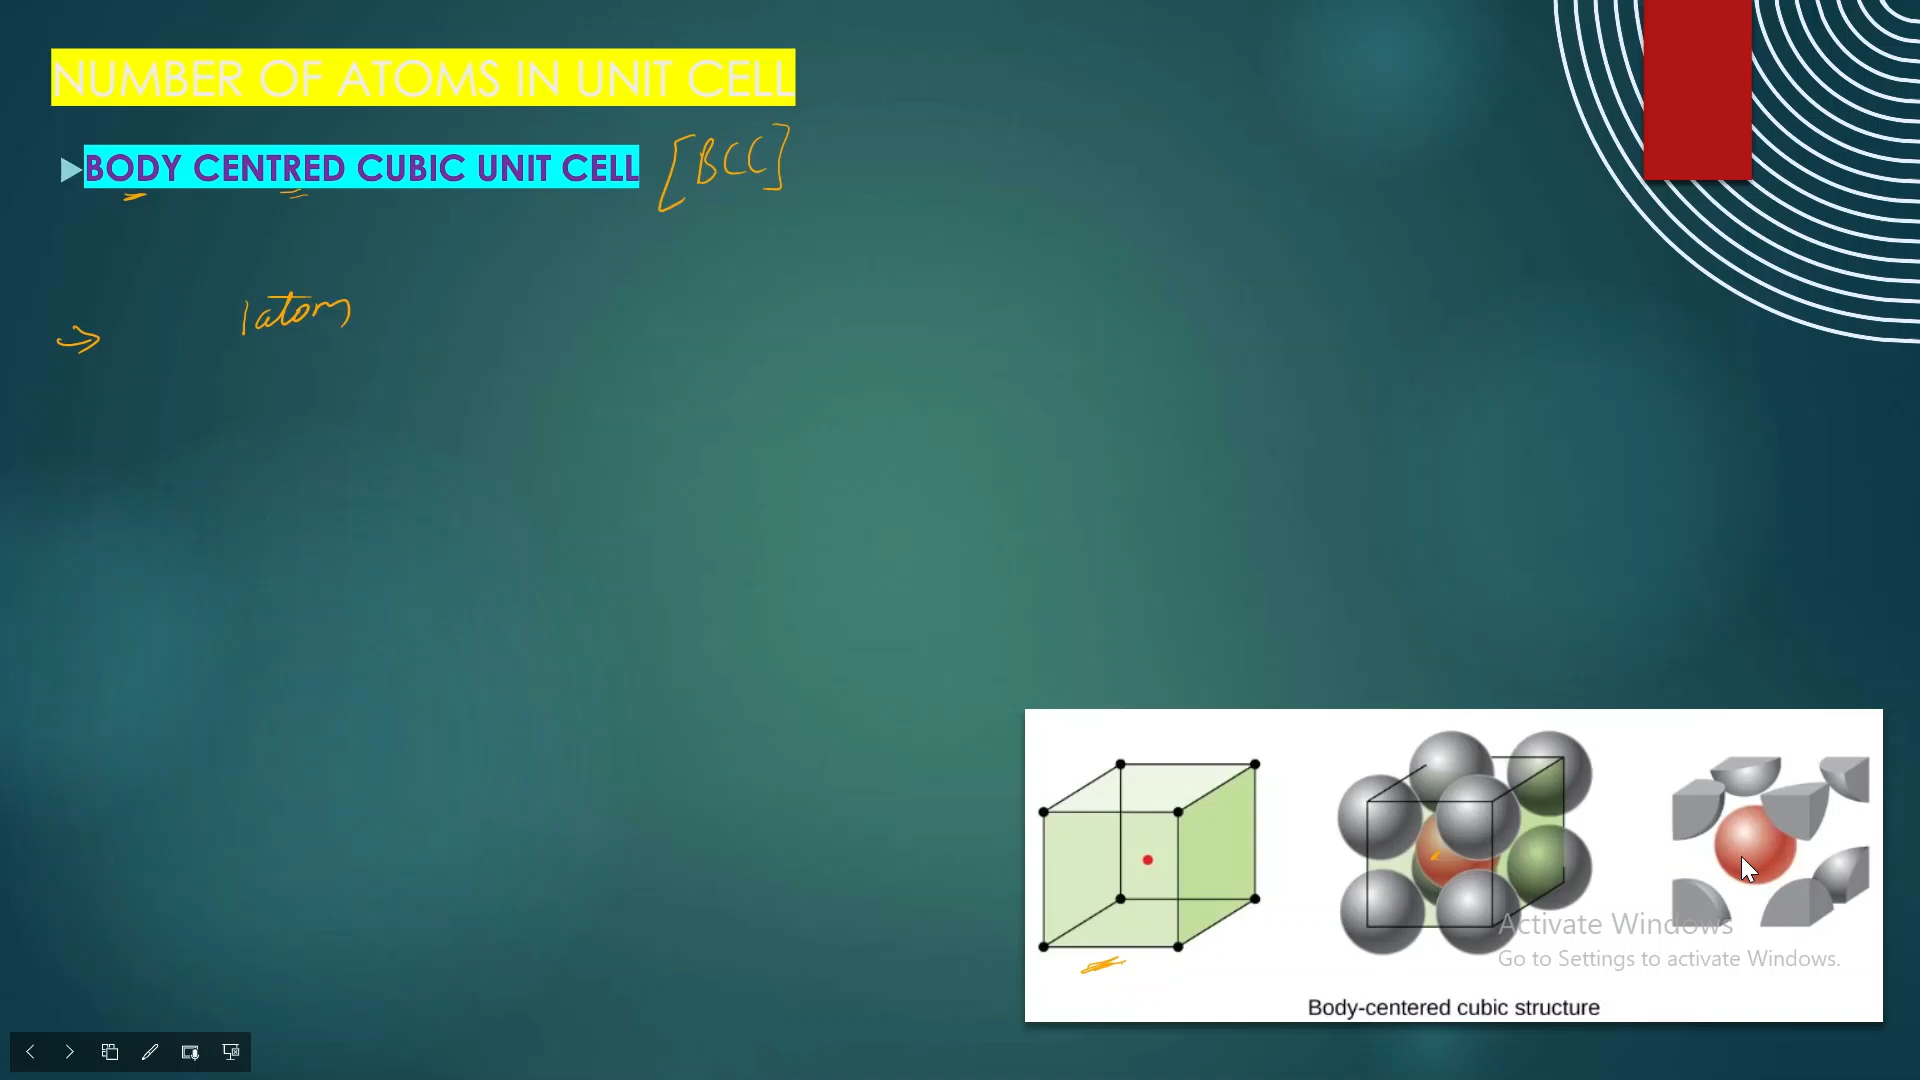 NUMBER OF ATOMS IN UNIT CELL
BODY CENTRED CUBIC UNIT CELL [BCC]
1 atom
Activate Windows
Go to Settings to activate Windows.
Body-centered cubic structure